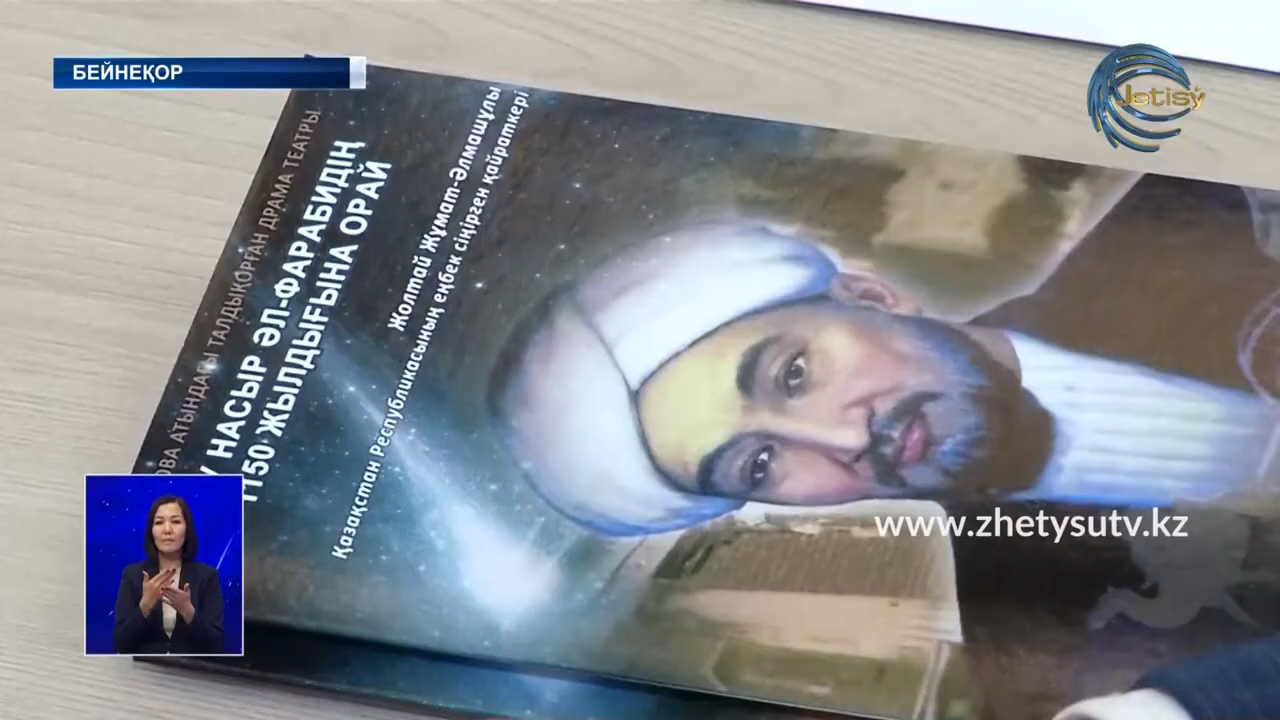 БЕЙНЕҚОР
Jetisý
ОВА АТЫНДАҒЫ ТАЛДЫҚОРҒАН ДРАМА ТЕАТРЫ
НАСЫР ӘЛ-ФАРАБИДІҢ
1150 ЖЫЛДЫҒЫНА ОРАЙ
Жолтай Жұмат-Әлмашұлы
Қазақстан Республикасының еңбек сіңірген қайраткері
www.zhetysutv.kz